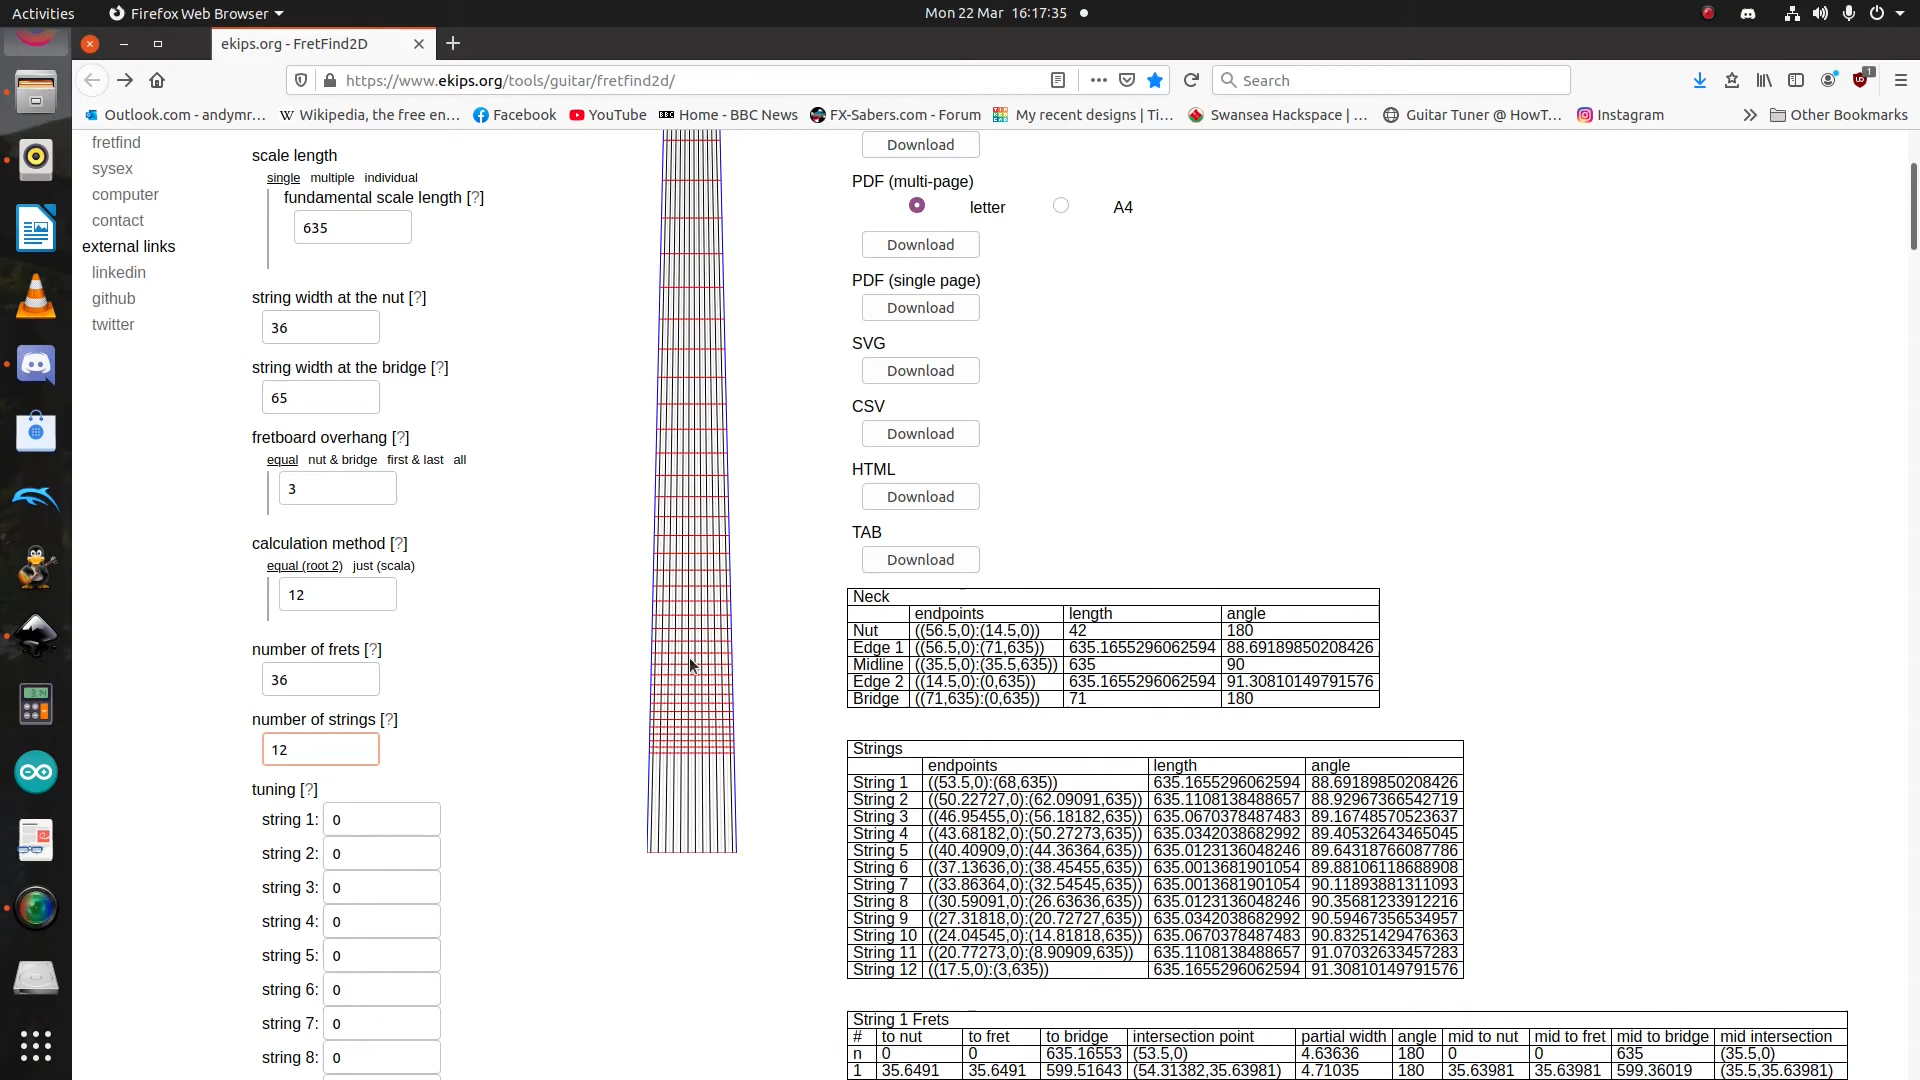 Activities
Firefox Web Browser
Mon 22 Mar 16:17:35
ekips.org - FretFind2D
https://www.ekips.org/tools/guitar/fretfind2d/
Search
1
Outlook.com - andymr…
Wikipedia, the free en…
Facebook
YouTube
Home - BBC News
FX-Sabers.com - Forum
My recent designs | Ti…
Swansea Hackspace | …
Guitar Tuner @ HowT…
Instagram
Other Bookmarks
fretfind
sysex
computer
contact
external links
linkedin
github
twitter
scale length
single multiple individual
fundamental scale length [?]
635
string width at the nut [?]
36
string width at the bridge [?]
65
fretboard overhang [?]
equal nut & bridge first & last all
3
calculation method [?]
equal (root 2) just (scala)
12
number of frets [?]
36
number of strings [?]
12
tuning [?]
string 1: 0
string 2: 0
string 3: 0
string 4: 0
string 5: 0
string 6: 0
string 7: 0
string 8: 0
Download
PDF (multi-page)
letter A4
Download
PDF (single page)
Download
SVG
Download
CSV
Download
HTML
Download
TAB
Download
Neck
endpoints length angle
Nut ((56.5,0):(14.5,0)) 42 180
Edge 1 ((56.5,0):(71,635)) 635.1655296062594 88.69189850208426
Midline ((35.5,0):(35.5,635)) 635 90
Edge 2 ((14.5,0):(0,635)) 635.1655296062594 91.30810149791576
Bridge ((71,635):(0,635)) 71 180
Strings
endpoints length angle
String 1 ((53.5,0):(68,635)) 635.1655296062594 88.69189850208426
String 2 ((50.22727,0):(62.09091,635)) 635.1108138488657 88.92967366542719
String 3 ((46.95455,0):(56.18182,635)) 635.0670378487483 89.16748570523637
String 4 ((43.68182,0):(50.27273,635)) 635.0342038682992 89.40532643465045
String 5 ((40.40909,0):(44.36364,635)) 635.0123136048246 89.64318766087786
String 6 ((37.13636,0):(38.45455,635)) 635.0013681901054 89.88106118688908
String 7 ((33.86364,0):(32.54545,635)) 635.0013681901054 90.11893881311093
String 8 ((30.59091,0):(26.63636,635)) 635.0123136048246 90.35681233912216
String 9 ((27.31818,0):(20.72727,635)) 635.0342038682992 90.59467356534957
String 10 ((24.04545,0):(14.81818,635)) 635.0670378487483 90.83251429476363
String 11 ((20.77273,0):(8.90909,635)) 635.1108138488657 91.07032633457283
String 12 ((17.5,0):(3,635)) 635.1655296062594 91.30810149791576
String 1 Frets
# to nut to fret to bridge intersection point partial width angle mid to nut mid to fret mid to bridge mid intersection
n 0 0 635.16553 (53.5,0) 4.63636 180 0 0 635 (35.5,0)
1 35.6491 35.6491 599.51643 (54.31382,35.63981) 4.71035 180 35.63981 35.63981 599.36019 (35.5,35.63981)